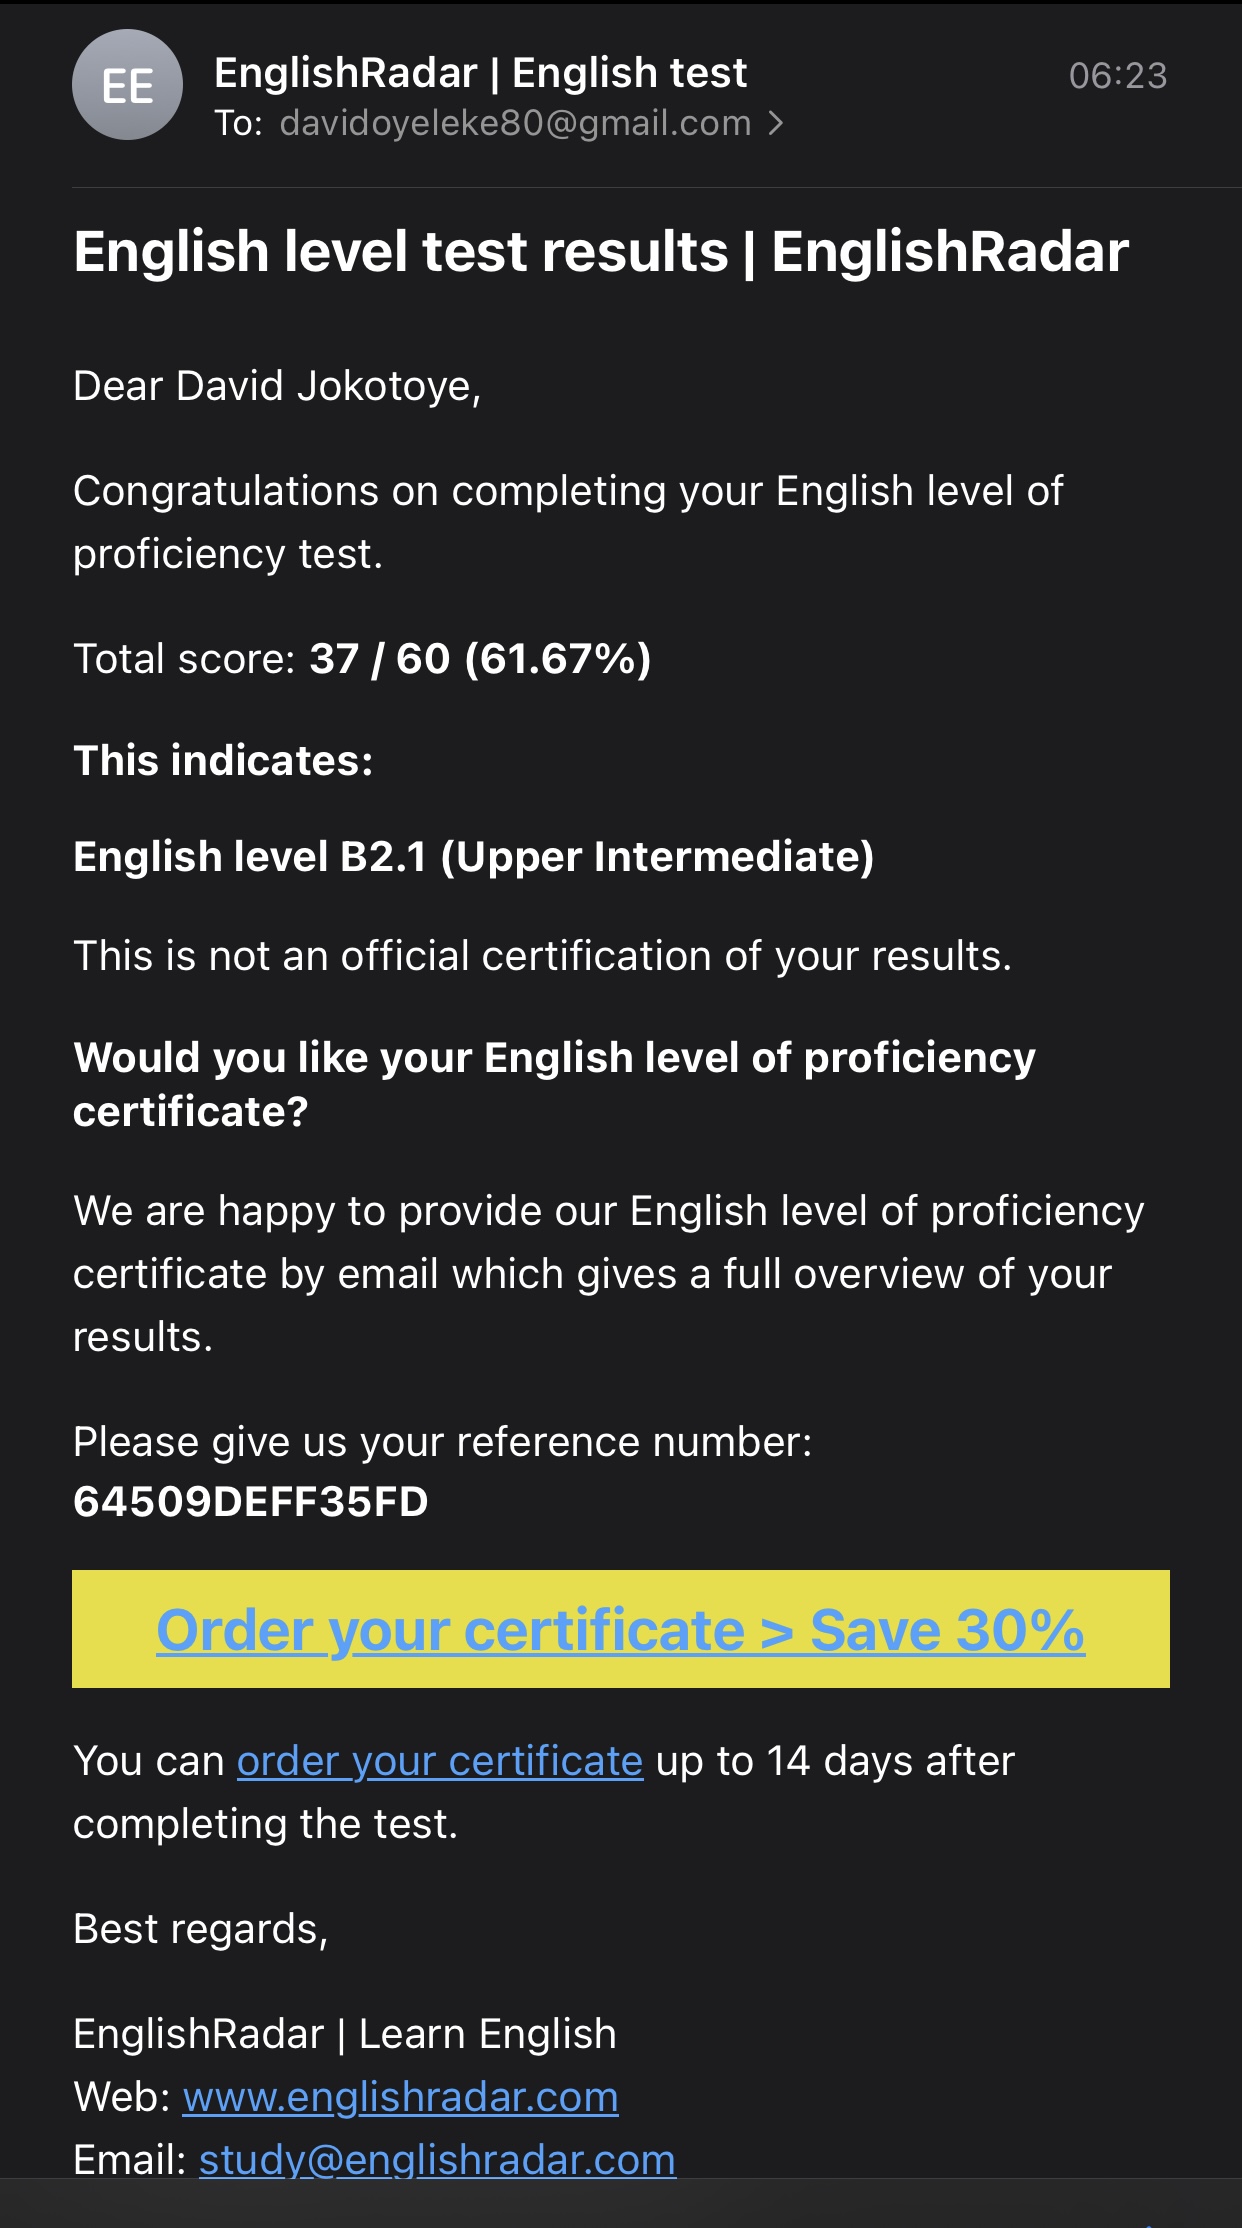 EE
EnglishRadar | English test
06:23
To: davidoyeleke80@gmail.com >
English level test results | EnglishRadar
Dear David Jokotoye,
Congratulations on completing your English level of
proficiency test.
Total score: 37 / 60 (61.67%)
This indicates:
English level B2.1 (Upper Intermediate)
This is not an official certification of your results.
Would you like your English level of proficiency
certificate?
We are happy to provide our English level of proficiency
certificate by email which gives a full overview of your
results.
Please give us your reference number:
64509DEFF35FD
Order your certificate > Save 30%
You can order your certificate up to 14 days after
completing the test.
Best regards,
EnglishRadar | Learn English
Web: www.englishradar.com
Email: study@englishradar.com